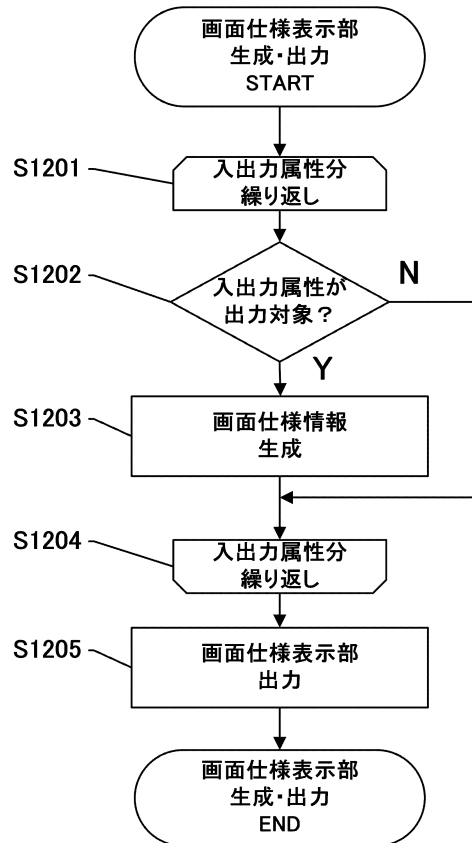 画面仕様表示部
生成・出力
START
S1201
入出力属性分
繰り返し
S1202
入出力属性が
出力対象？
N
Y
S1203
画面仕様情報
生成
S1204
入出力属性分
繰り返し
S1205
画面仕様表示部
出力
画面仕様表示部
生成・出力
END